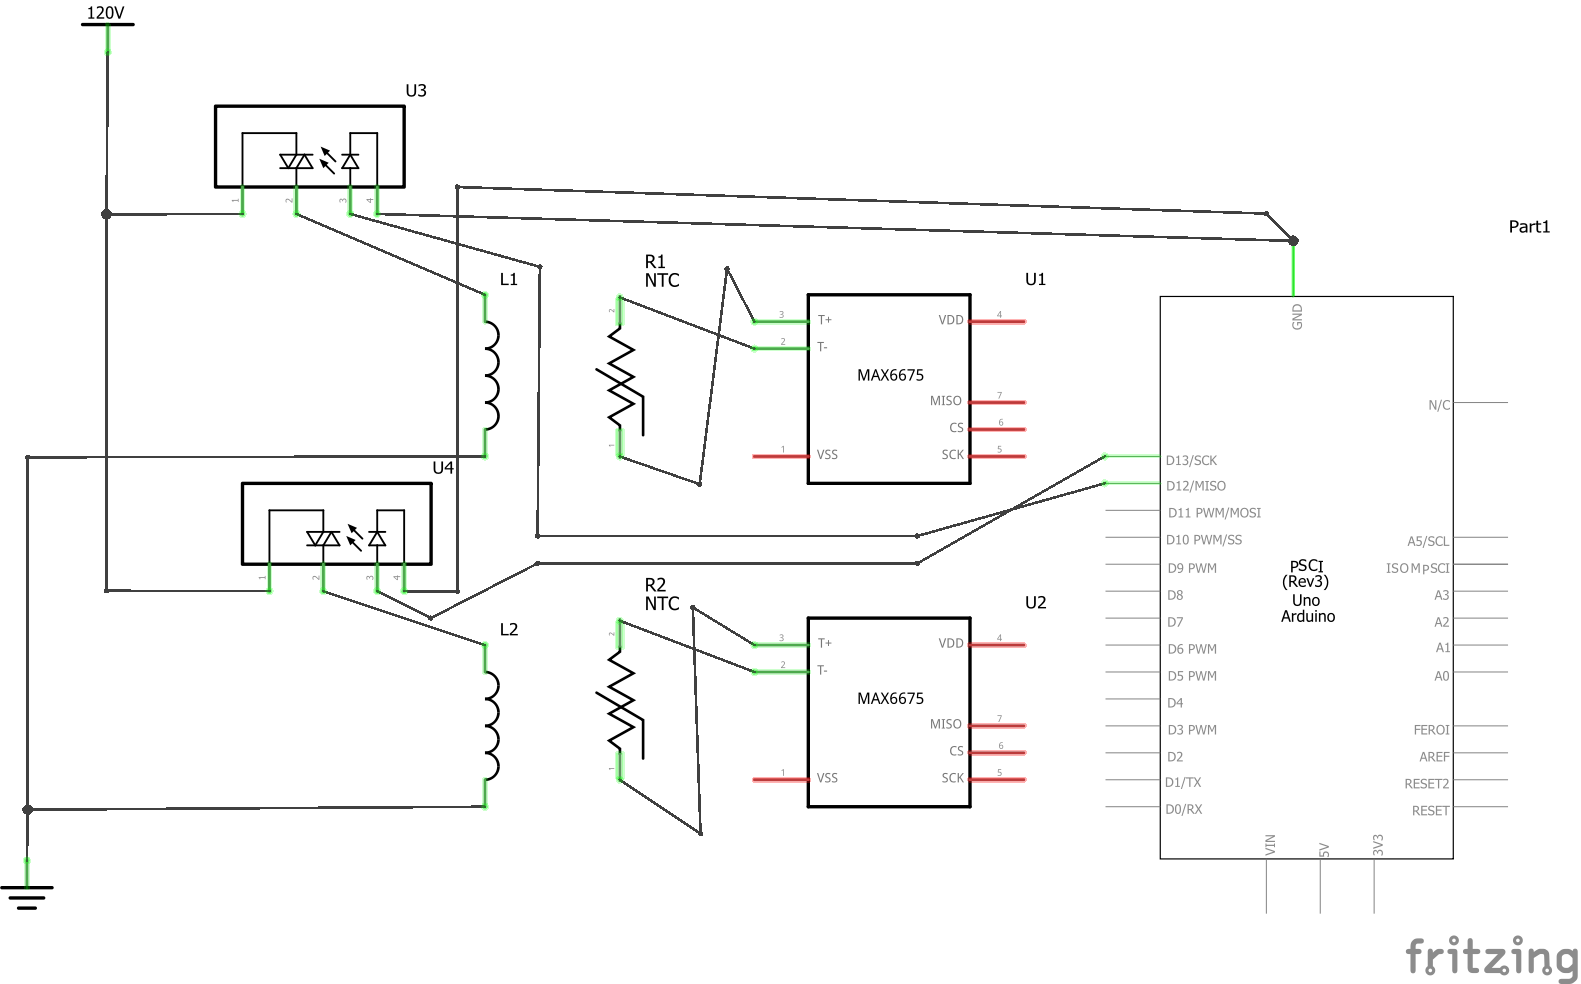 120V
U3
1
2
3
4
Part1
L1
R1
NTC
2
1
U1
3
T+
2
T-
1
VSS
MAX6675
VDD
4
MISO
7
CS
6
SCK
5
GND
N/C
U4
1
2
3
4
L2
R2
NTC
2
1
U2
3
T+
2
T-
1
VSS
MAX6675
VDD
4
MISO
7
CS
6
SCK
5
D13/SCK
D12/MISO
D11 PWM/MOSI
D10 PWM/SS
D9 PWM
D8
D7
D6 PWM
D5 PWM
D4
D3 PWM
D2
D1/TX
D0/RX
(Rev3)
Uno
Arduino
A5/SCL
A3
A2
A1
A0
AREF
RESET2
RESET
VIN
5V
3V3
fritzing